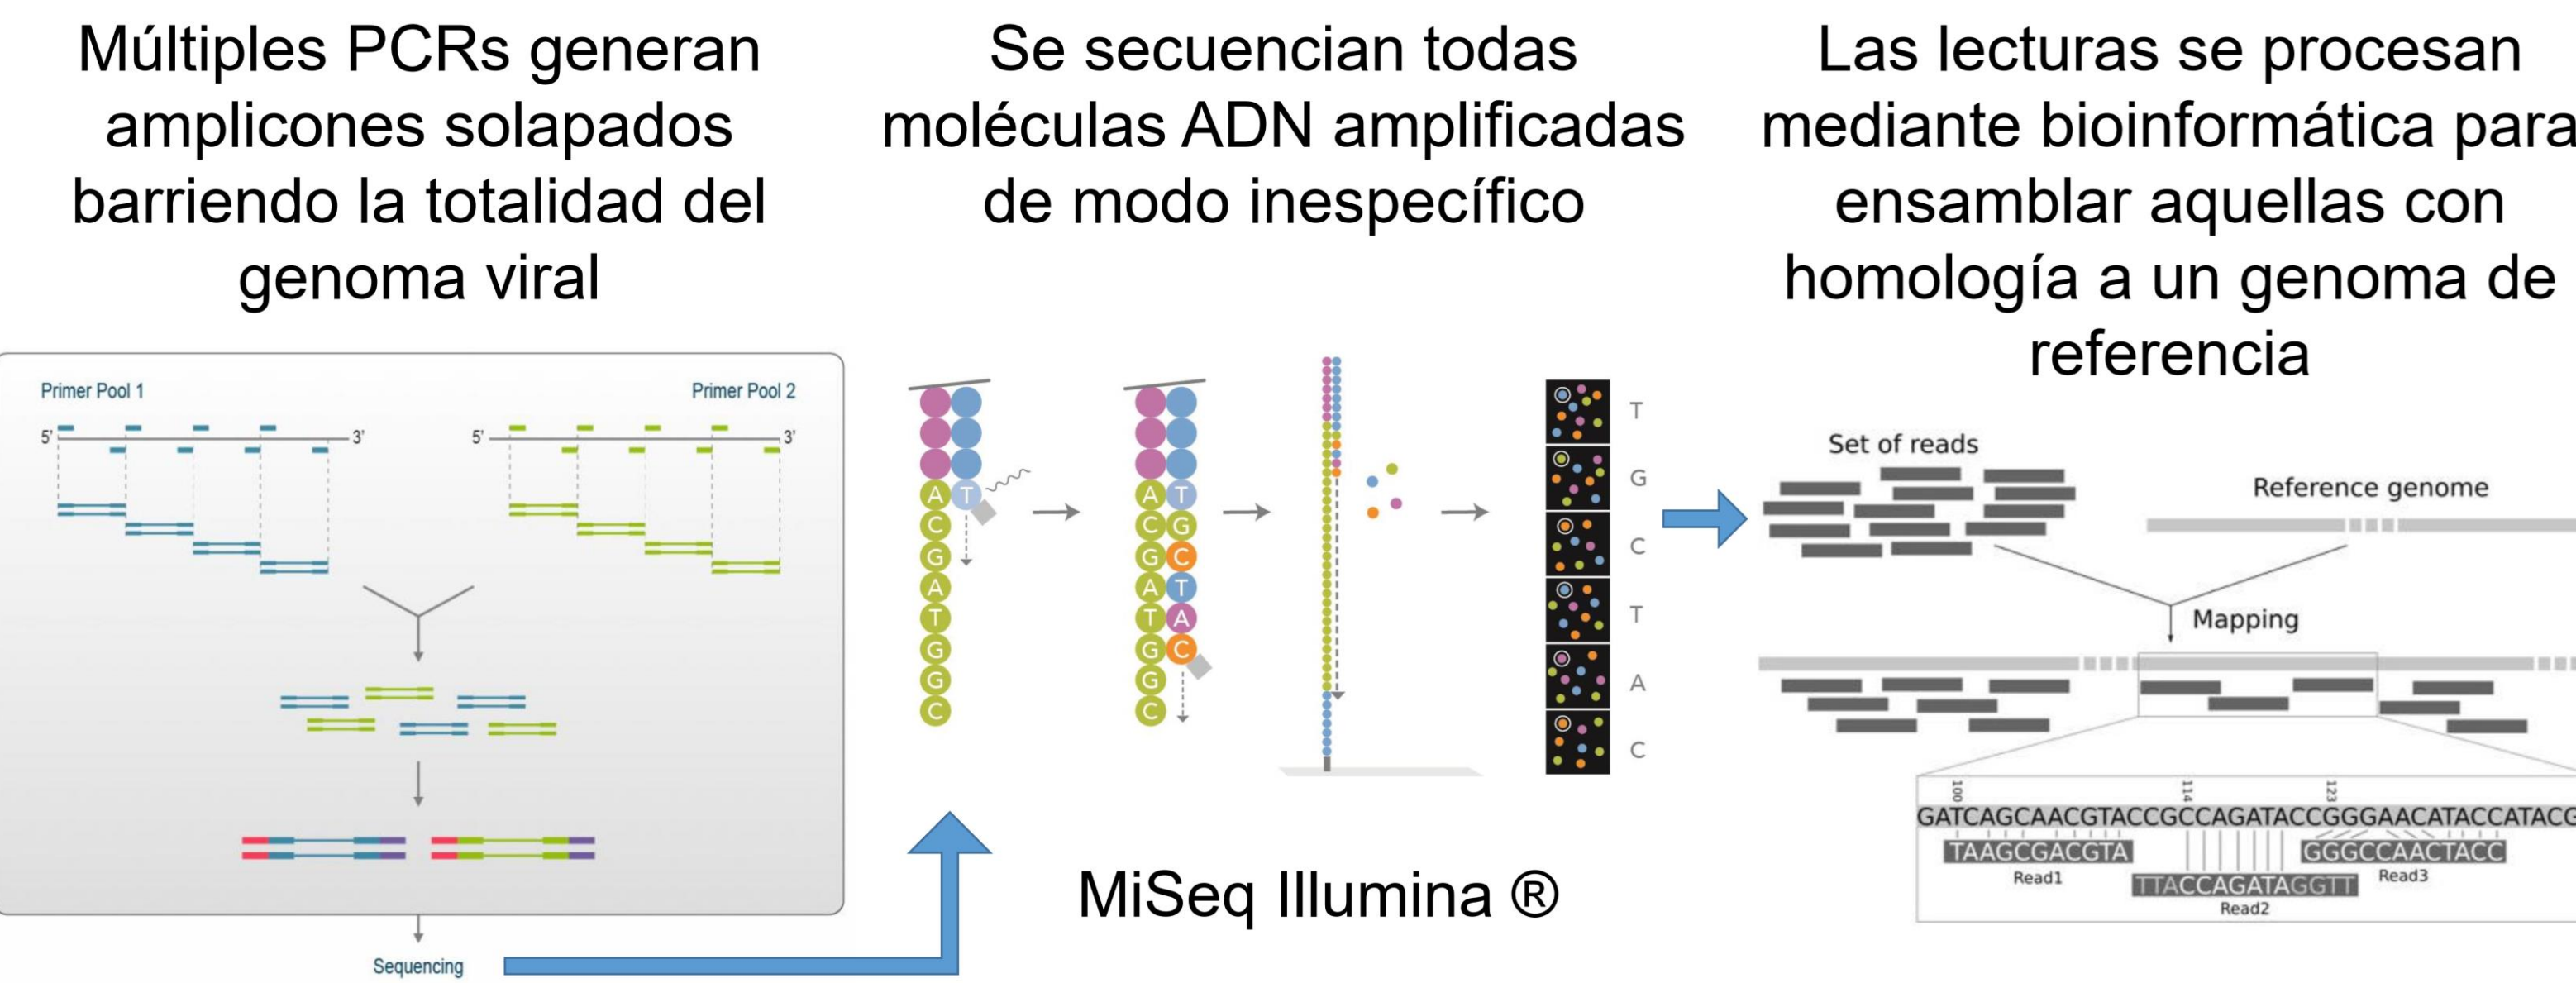 Múltiples PCRs generan
amplicones solapados
barriendo la totalidad del
genoma viral
Se secuencian todas
moléculas ADN amplificadas
de modo inespecífico
Las lecturas se procesan
mediante bioinformática para
ensamblar aquellas con
homología a un genoma de
referencia
Primer Pool 1
Primer Pool 2
5'
3'
5'
3'
Sequencing
A T
C
G
A
T
G
G
C
A T
C G
G C
A T
T A
G C
G
C
T
G
C
T
A
C
MiSeq Illumina ®
Set of reads
Reference genome
Mapping
100
114
123
GATCAGCAACGTACCGCCAGATACCGGGAACATACCATACG
TAAGCGACGTA
GGGCCAACTACC
Read1
Read3
TTACCAGATAGGTT
Read2